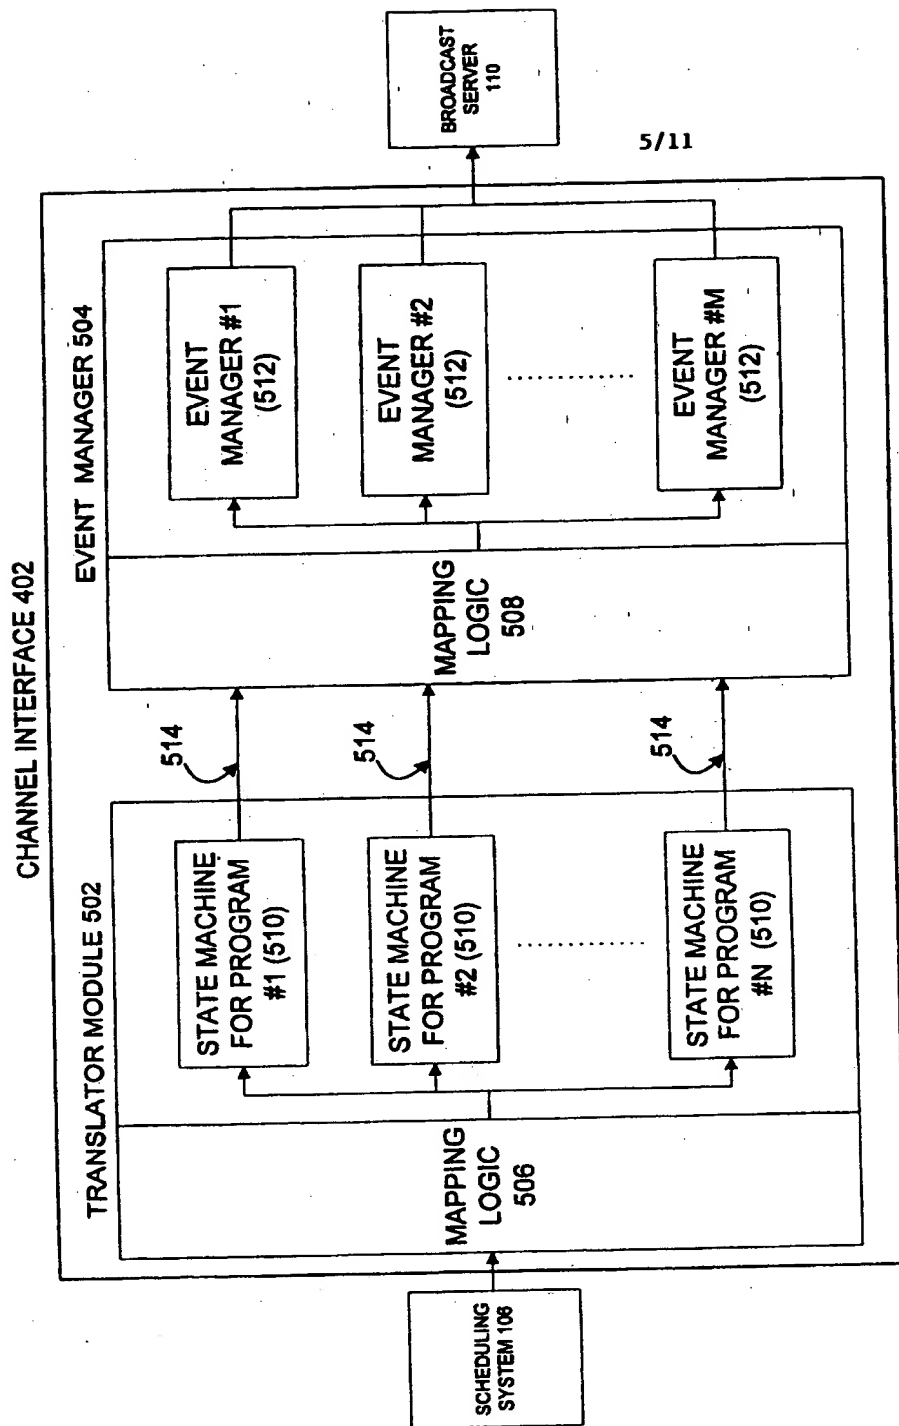 5/11
CHANNEL INTERFACE 402
TRANSLATOR MODULE 502
EVENT MANAGER 504
SCHEDULING
SYSTEM 106
MAPPING
LOGIC
506
STATE MACHINE
FOR PROGRAM
#1 (510)
STATE MACHINE
FOR PROGRAM
#2 (510)
STATE MACHINE
FOR PROGRAM
#N (510)
514
514
514
MAPPING
LOGIC
508
EVENT
MANAGER #1
(512)
EVENT
MANAGER #2
(512)
EVENT
MANAGER #M
(512)
BROADCAST
SERVER
110